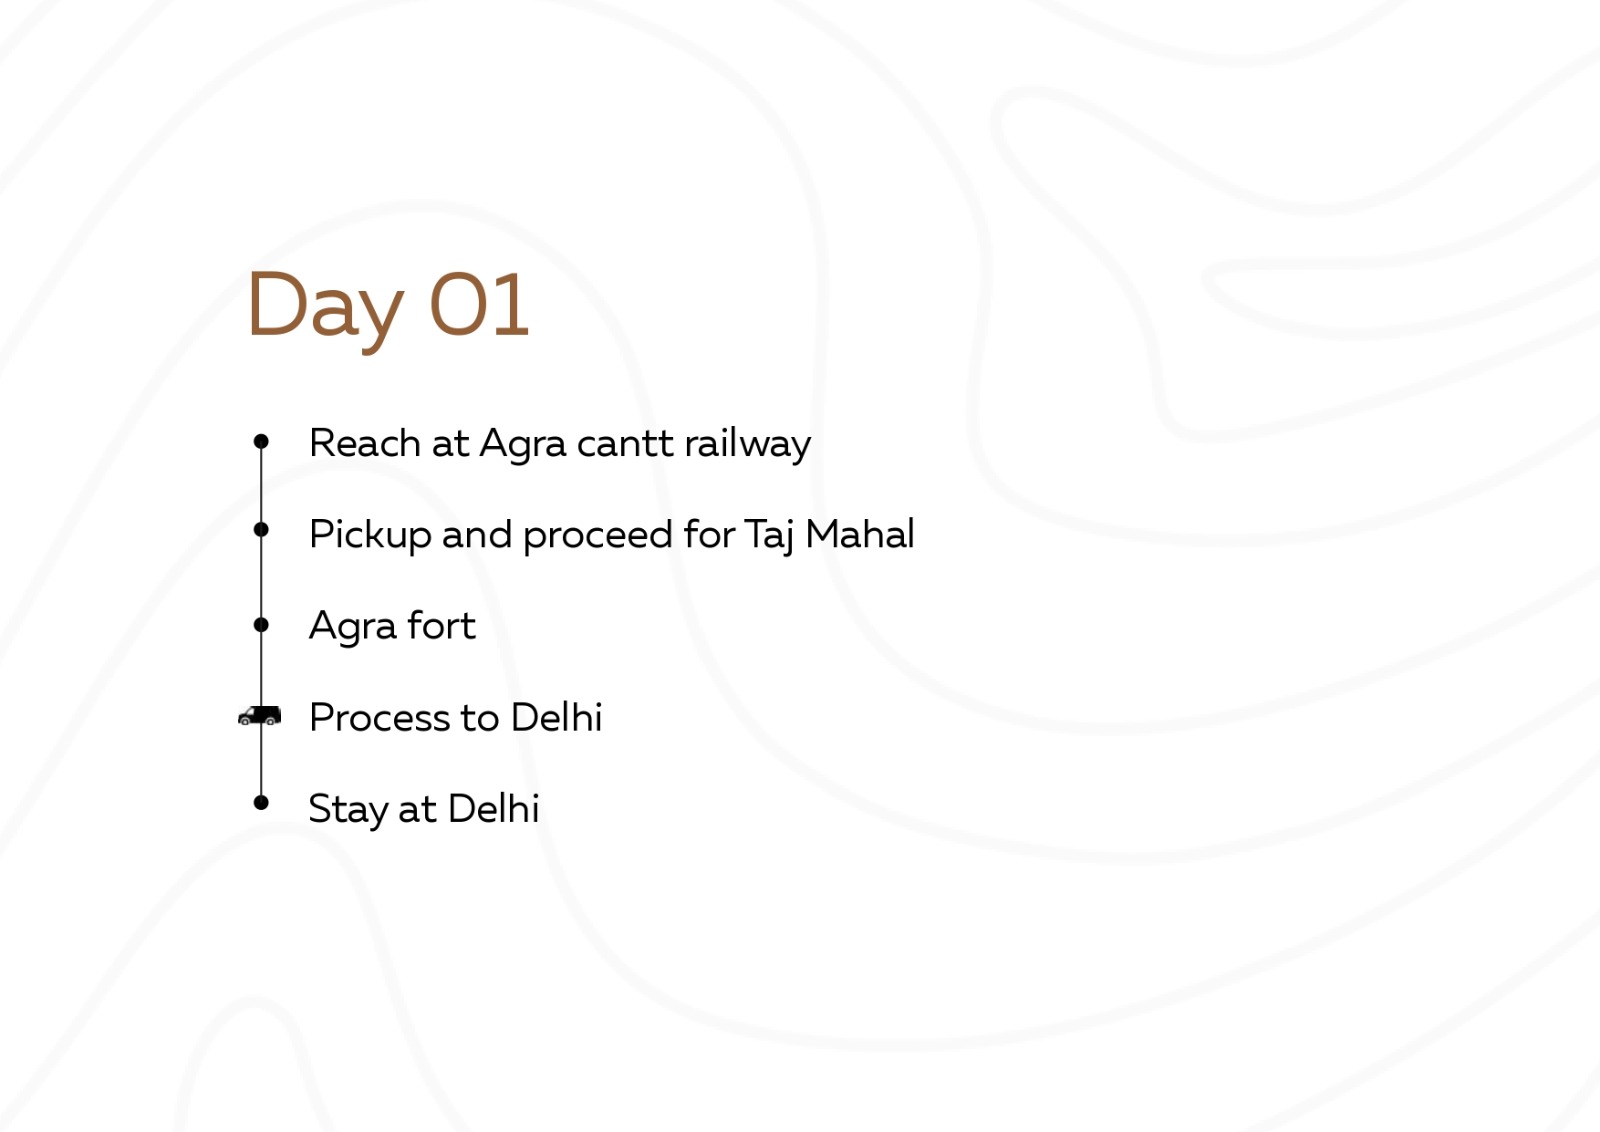 Day 01
Reach at Agra cantt railway
Pickup and proceed for Taj Mahal
Agra fort
Process to Delhi
Stay at Delhi